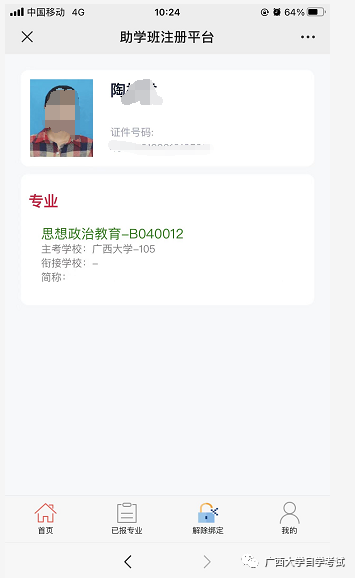 中国移动 4G 10:24 64%
助学班注册平台
陶
证件号码:
专业
思想政治教育-B040012
主考学校: 广西大学-105
衔接学校: -
简称:
首页 已报专业 解除绑定 我的
广西大学自学考试